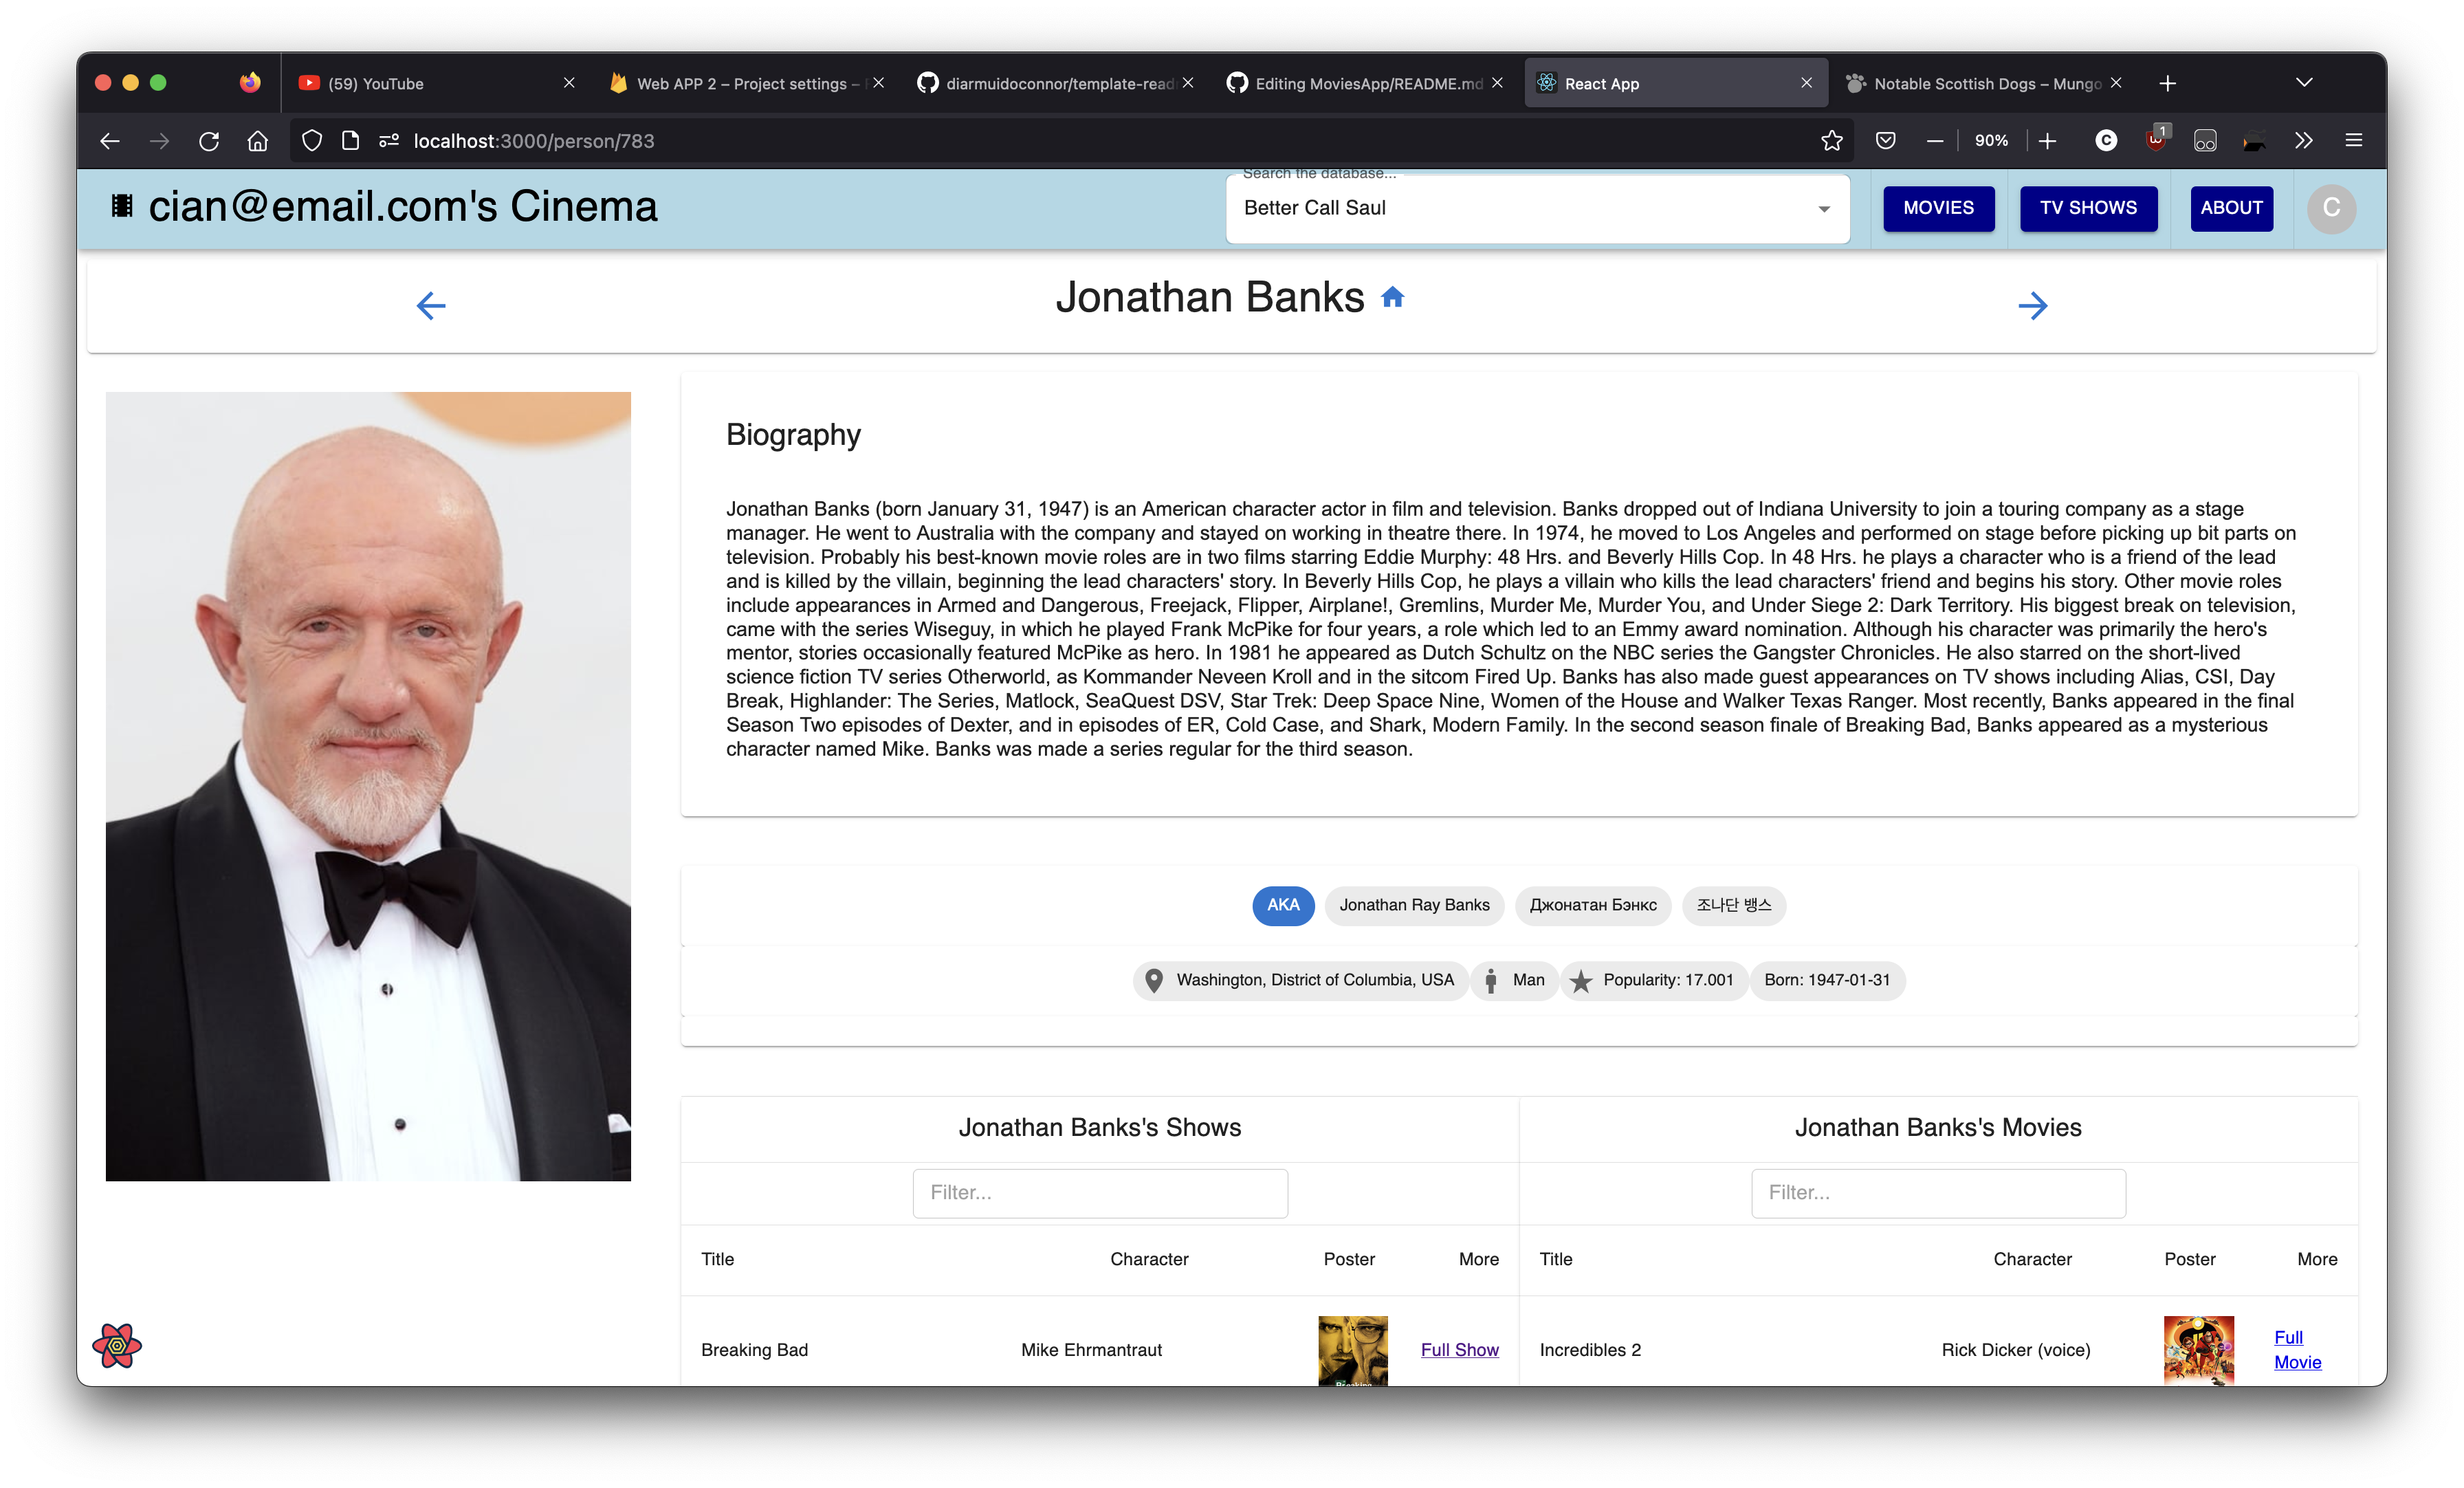 (59) YouTube
Web APP 2 – Project settings –
diarmuidoconnor/template-read
Editing MoviesApp/README.md
React App
Notable Scottish Dogs – Mungo
localhost:3000/person/783
90%
C
1
cian@email.com's Cinema
Search the database...
Better Call Saul
MOVIES
TV SHOWS
ABOUT
C
Jonathan Banks
Biography
Jonathan Banks (born January 31, 1947) is an American character actor in film and television. Banks dropped out of Indiana University to join a touring company as a stage
manager. He went to Australia with the company and stayed on working in theatre there. In 1974, he moved to Los Angeles and performed on stage before picking up bit parts on
television. Probably his best-known movie roles are in two films starring Eddie Murphy: 48 Hrs. and Beverly Hills Cop. In 48 Hrs. he plays a character who is a friend of the lead
and is killed by the villain, beginning the lead characters' story. In Beverly Hills Cop, he plays a villain who kills the lead characters' friend and begins his story. Other movie roles
include appearances in Armed and Dangerous, Freejack, Flipper, Airplane!, Gremlins, Murder Me, Murder You, and Under Siege 2: Dark Territory. His biggest break on television,
came with the series Wiseguy, in which he played Frank McPike for four years, a role which led to an Emmy award nomination. Although his character was primarily the hero's
mentor, stories occasionally featured McPike as hero. In 1981 he appeared as Dutch Schultz on the NBC series the Gangster Chronicles. He also starred on the short-lived
science fiction TV series Otherworld, as Kommander Neveen Kroll and in the sitcom Fired Up. Banks has also made guest appearances on TV shows including Alias, CSI, Day
Break, Highlander: The Series, Matlock, SeaQuest DSV, Star Trek: Deep Space Nine, Women of the House and Walker Texas Ranger. Most recently, Banks appeared in the final
Season Two episodes of Dexter, and in episodes of ER, Cold Case, and Shark, Modern Family. In the second season finale of Breaking Bad, Banks appeared as a mysterious
character named Mike. Banks was made a series regular for the third season.
AKA
Jonathan Ray Banks
Джонатан Бэнкс
조나단 뱅스
Washington, District of Columbia, USA
Man
Popularity: 17.001
Born: 1947-01-31
Jonathan Banks's Shows
Jonathan Banks's Movies
Filter...
Filter...
Title
Character
Poster
More
Title
Character
Poster
More
Breaking Bad
Mike Ehrmantraut
Full Show
Incredibles 2
Rick Dicker (voice)
Full
Movie